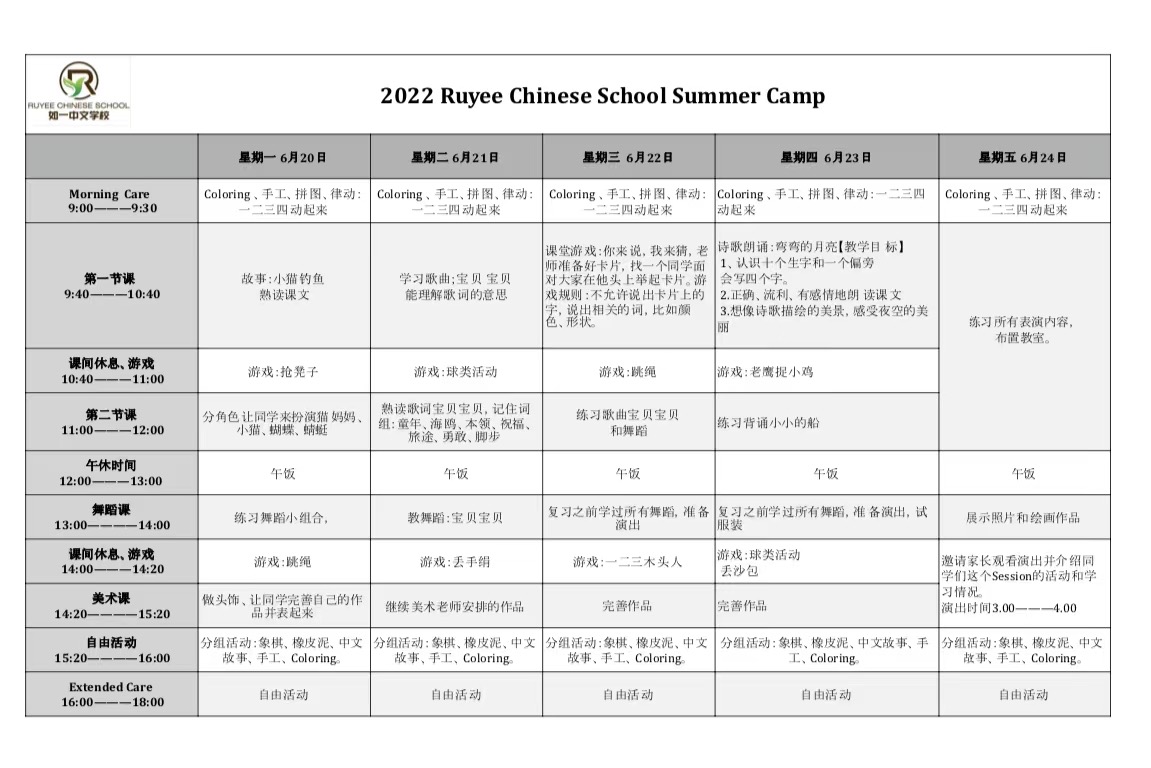 RUYEE CHINESE SCHOOL
如一中文学校
2022 Ruyee Chinese School Summer Camp
星期一 6月20日
星期二 6月21日
星期三 6月22日
星期四 6月23日
星期五 6月24日
Morning Care
9:00———9:30
Coloring、手工、拼图、律动:
一二三四动起来
Coloring、手工、拼图、律动:
一二三四动起来
Coloring、手工、拼图、律动:
一二三四动起来
Coloring、手工、拼图、律动:一二三四
动起来
Coloring、手工、拼图、律动:
一二三四动起来
第一节课
9:40———10:40
故事:小猫钓鱼
熟读课文
学习歌曲;宝贝 宝贝
能理解歌词的意思
课堂游戏:你来说, 我来猜, 老
师准备好卡片, 找一个同学面
对大家在他头上举起卡片。游
戏规则:不允许说出卡片上的
字, 说出相关的词, 比如颜
色、形状。
诗歌朗诵:弯弯的月亮【教学目 标】
1、认识十个生字和一个偏旁
会写四个字。
2.正确、流利、有感情地朗 读课文
3.想像诗歌描绘的美景, 感受夜空的美
丽
练习所有表演内容,
布置教室。
课间休息、游戏
10:40———11:00
游戏:抢凳子
游戏:球类活动
游戏:跳绳
游戏:老鹰捉小鸡
第二节课
11:00———12:00
分角色让同学来扮演猫妈妈、
小猫、蝴蝶、蜻蜓
熟读歌词宝贝宝贝, 记住词
组:童年、海鸥、本领、祝福、
旅途、勇敢、脚步
练习歌曲宝贝宝贝
和舞蹈
练习背诵小小的船
午休时间
12:00———13:00
午饭
午饭
午饭
午饭
午饭
舞蹈课
13:00————14:00
练习舞蹈小组合,
教舞蹈:宝贝宝贝
复习之前学过所有舞蹈, 准备
演出
复习之前学过所有舞蹈, 准 备演出, 试
服装
展示照片和绘画作品
课间休息、游戏
14:00———14:20
游戏:跳绳
游戏:丢手绢
游戏:一二三木头人
游戏:球类活动
丢沙包
邀请家长观看演出并介绍同
学们这个Session的活动和学
习情况。
演出时间3.00———4.00
美术课
14:20————15:20
做头饰、让同学完善自己的作
品并表起来
继续美术老师安排的作品
完善作品
完善作品
自由活动
15:20————16:00
分组活动:象棋、橡皮泥、中文
故事、手工、Coloring。
分组活动:象棋、橡皮泥、中文
故事、手工、Coloring。
分组活动:象棋、橡皮泥、中文
故事、手工、Coloring。
分组活动:象棋、橡皮泥、中文故事、手
工、Coloring。
分组活动:象棋、橡皮泥、中文
故事、手工、Coloring。
Extended Care
16:00———18:00
自由活动
自由活动
自由活动
自由活动
自由活动